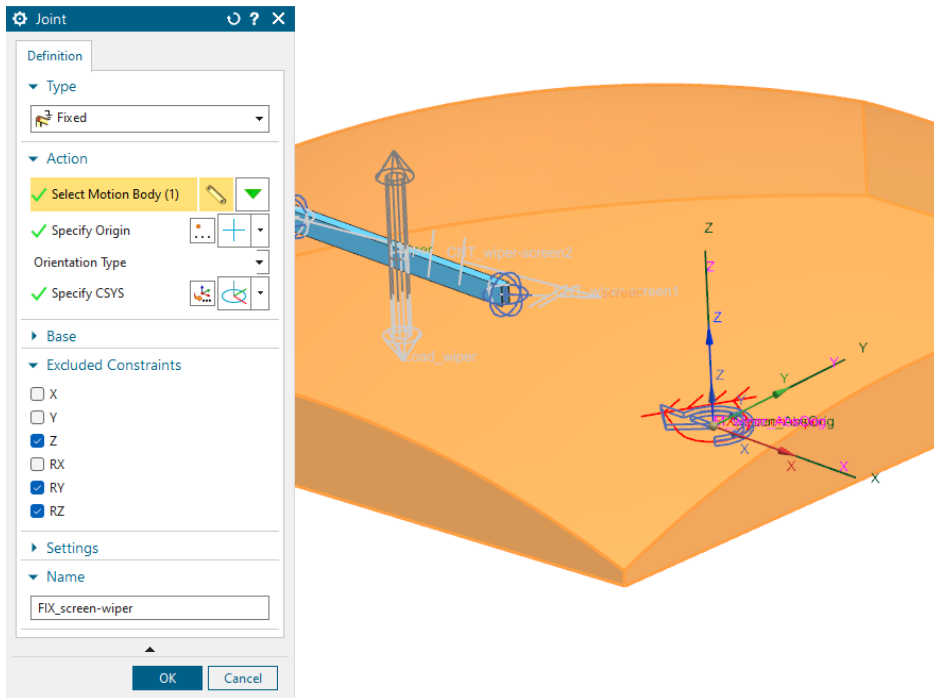 Joint
Definition
Type
Fixed
Action
Select Motion Body (1)
Specify Origin
Orientation Type
Specify CSYS
Base
Excluded Constraints
X
Y
Z
RX
RY
RZ
Settings
Name
FIX_screen-wiper
OK
Cancel
CNT_wiper-screen2
Load_wiper
Z
Z
Z
Z
Y
Y
Y
X
X
X
X